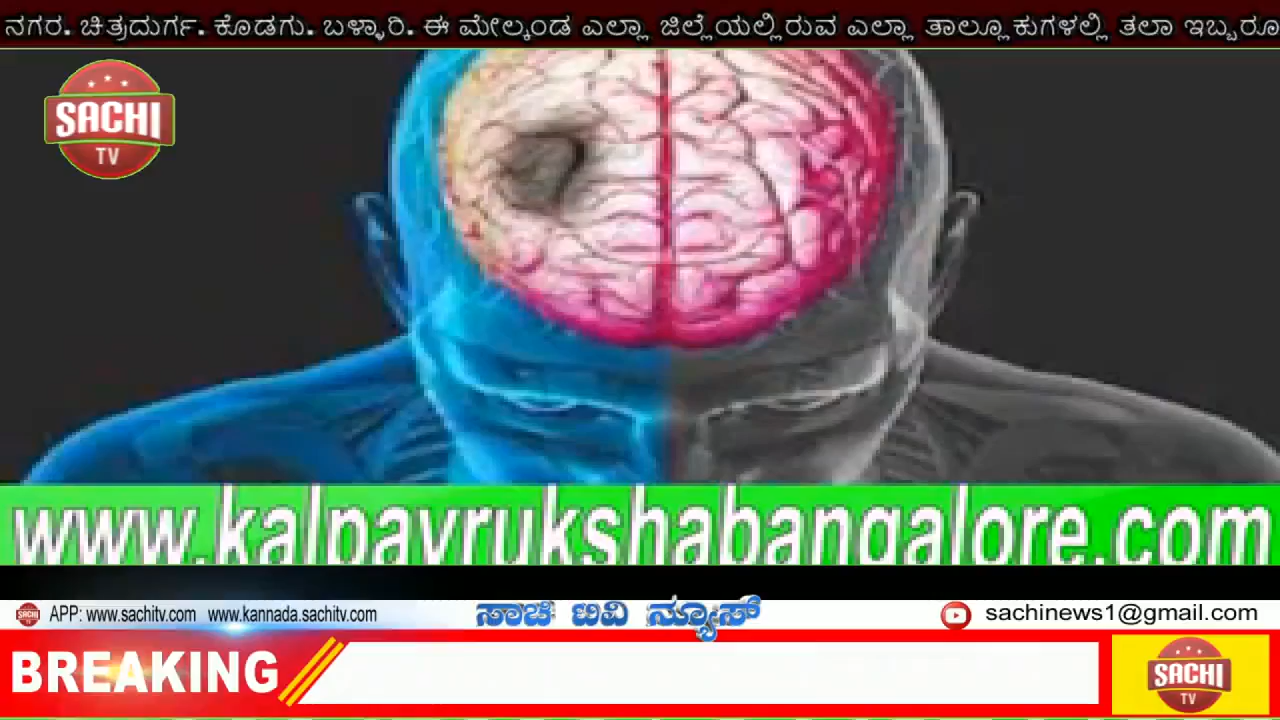 ನಗರ. ಚಿತ್ರದುರ್ಗ. ಕೊಡಗು. ಬಳ್ಳಾರಿ. ಈ ಮೇಲ್ಕಂಡ ಎಲ್ಲಾ ಜಿಲ್ಲೆಯಲ್ಲಿರುವ ಎಲ್ಲಾ ತಾಲ್ಲೂಕುಗಳಲ್ಲಿ ತಲಾ ಇಬ್ಬರೂ
SACHI
TV
www.kalpavrukshabangalore.com
SACHI APP: www.sachitv.com www.kannada.sachitv.com ಸಾಚಿ ಟಿವಿ ನ್ಯೂಸ್ sachinews1@gmail.com
BREAKING
SACHI
TV